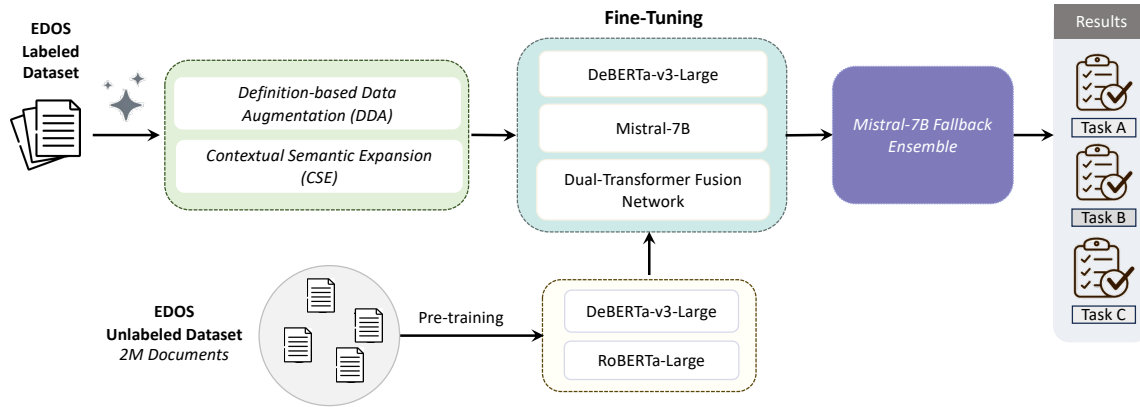 EDOS
Labeled
Dataset
Definition-based Data
Augmentation (DDA)
Contextual Semantic Expansion
(CSE)
Fine-Tuning
DeBERTa-v3-Large
Mistral-7B
Dual-Transformer Fusion
Network
Mistral-7B Fallback
Ensemble
Results
Task A
Task B
Task C
EDOS
Unlabeled Dataset
2M Documents
Pre-training
DeBERTa-v3-Large
RoBERTa-Large